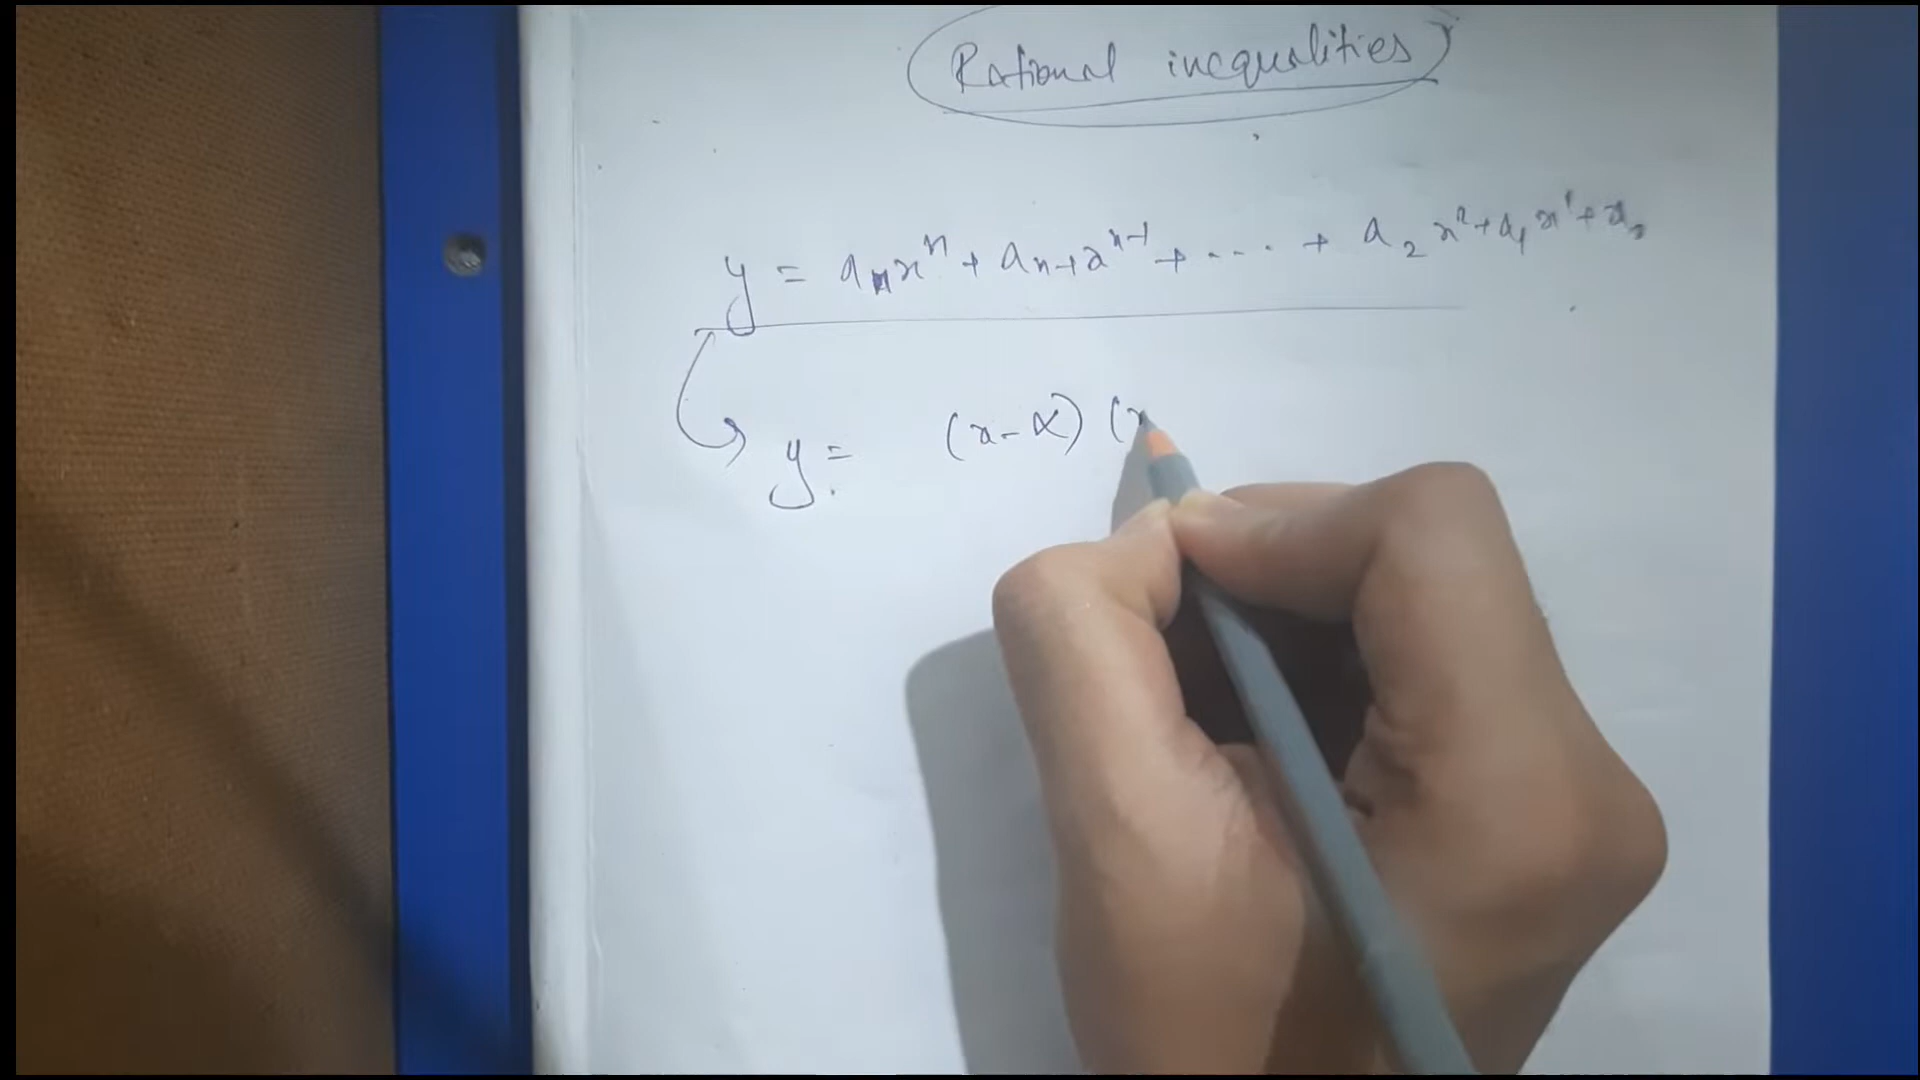 Rational inequalities
y = aₙxⁿ + aₙ₋₁xⁿ⁻¹ + .... + a₂x² + a₁x¹ + a₀
y = (x-α) (x